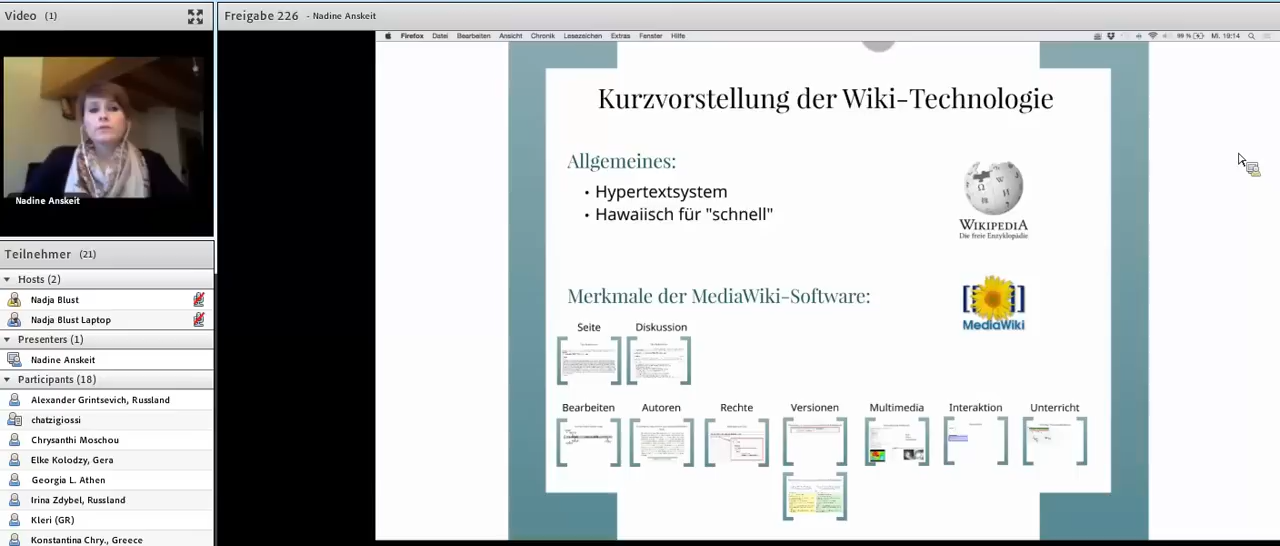 Video (1)
Freigabe 226 - Nadine Anskeit
Firefox Datei Bearbeiten Ansicht Chronik Lesezeichen Extras Fenster Hilfe
99 % Mi. 19:14
Nadine Anskeit
Teilnehmer (21)
Hosts (2)
Nadja Blust
Nadja Blust Laptop
Presenters (1)
Nadine Anskeit
Participants (18)
Alexander Grintsevich, Russland
chatzigiossi
Chrysanthi Moschou
Elke Kolodzy, Gera
Georgia L. Athen
Irina Zdybel, Russland
Kleri (GR)
Konstantina Chry., Greece
Kurzvorstellung der Wiki-Technologie
Allgemeines:
• Hypertextsystem
• Hawaiisch für "schnell"
WIKIPEDIA
Die freie Enzyklopädie
Merkmale der MediaWiki-Software:
MediaWiki
Seite Diskussion
Bearbeiten Autoren Rechte Versionen Multimedia Interaktion Unterricht